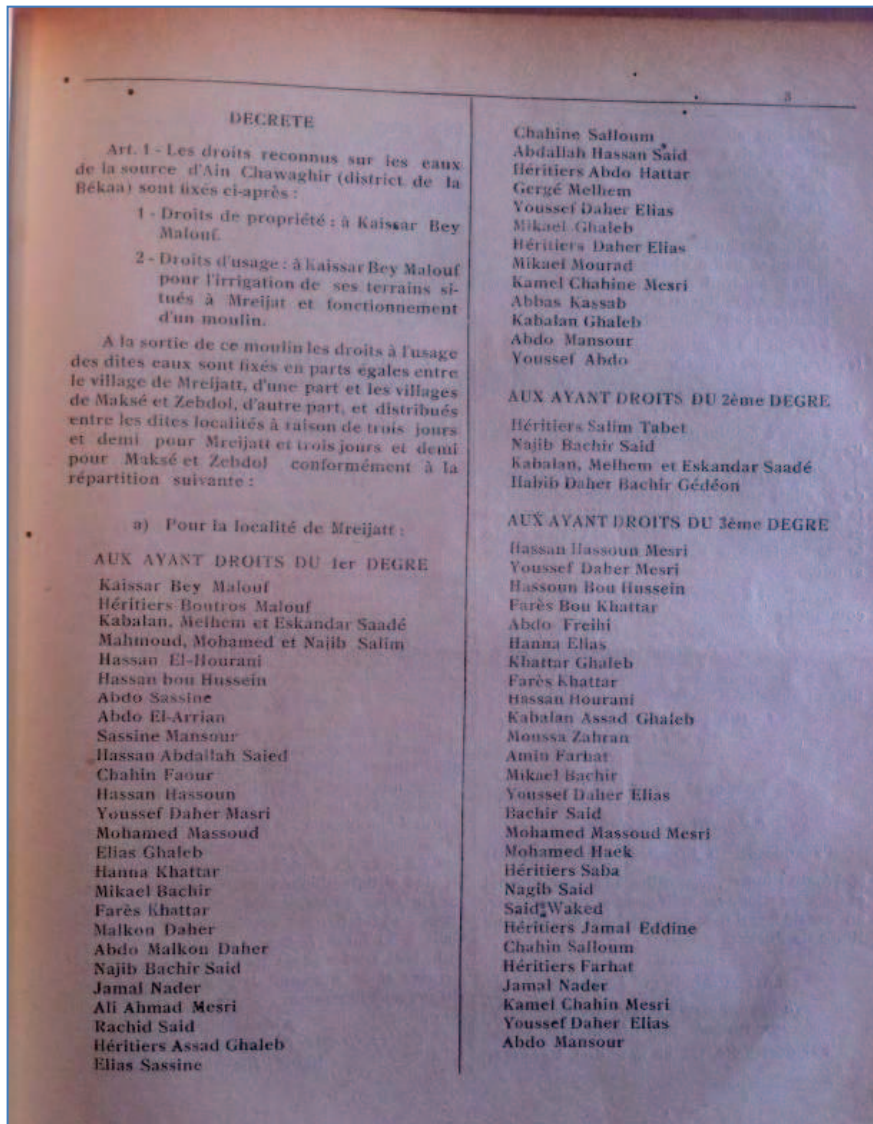 3
DECRETE
Art. 1 - Les droits reconnus sur les eaux
de la source d'Ain Chawaghir (district de la
Békaa) sont fixés ci-après :
1 - Droits de propriété : à Kaissar Bey
Malouf.
2 - Droits d'usage : à Kaissar Bey Malouf
pour l'irrigation de ses terrains si-
tués à Mreijat et fonctionnement
d'un moulin.
A la sortie de ce moulin les droits à l'usage
des dites eaux sont fixés en parts égales entre
le village de Mreijatt, d'une part et les villages
de Maksé et Zebdol, d'autre part, et distribués
entre les dites localités à raison de trois jours
et demi pour Mreijatt et trois jours et demi
pour Maksé et Zebdol conformément à la
répartition suivante :
a) Pour la localité de Mreijatt :
AUX AYANT DROITS DU 1er DEGRE
Kaissar Bey Malouf
Héritiers Boutros Malouf
Kabalan, Melhem et Eskandar Saadé
Mahmoud, Mohamed et Najib Salim
Hassan El-Hourani
Hassan bou Hussein
Abdo Sassine
Abdo El-Arrian
Sassine Mansour
Hassan Abdallah Saied
Chahin Faour
Hassan Hassoun
Youssef Daher Masri
Mohamed Massoud
Elias Ghaleb
Hanna Khattar
Mikael Bachir
Farès Khattar
Malkon Daher
Abdo Malkon Daher
Najib Bachir Said
Jamal Nader
Ali Ahmad Mesri
Rachid Said
Héritiers Assad Ghaleb
Elias Sassine
Chahine Salloum
Abdallah Hassan Said
Héritiers Abdo Hattar
Gergé Melhem
Youssef Daher Elias
Mikael Ghaleb
Héritiers Daher Elias
Mikael Mourad
Kamel Chahine Mesri
Abbas Kassab
Kabalan Ghaleb
Abdo Mansour
Youssef Abdo
AUX AYANT DROITS DU 2ème DEGRE
Héritiers Salim Tabet
Najib Bachir Said
Kabalan, Melhem et Eskandar Saadé
Habib Daher Bachir Gédéon
AUX AYANT DROITS DU 3ème DEGRE
Hassan Hassoun Mesri
Youssef Daher Mesri
Hassoun Bou Hussein
Farès Bou Khattar
Abdo Freihi
Hanna Elias
Khattar Ghaleb
Farès Khattar
Hassan Hourani
Kabalan Assad Ghaleb
Moussa Zahran
Amin Farhat
Mikael Bachir
Youssef Daher Elias
Bachir Said
Mohamed Massoud Mesri
Mohamed Haek
Héritiers Saba
Nagib Said
Said Waked
Héritiers Jamal Eddine
Chahin Salloum
Héritiers Farhat
Jamal Nader
Kamel Chahin Mesri
Youssef Daher Elias
Abdo Mansour